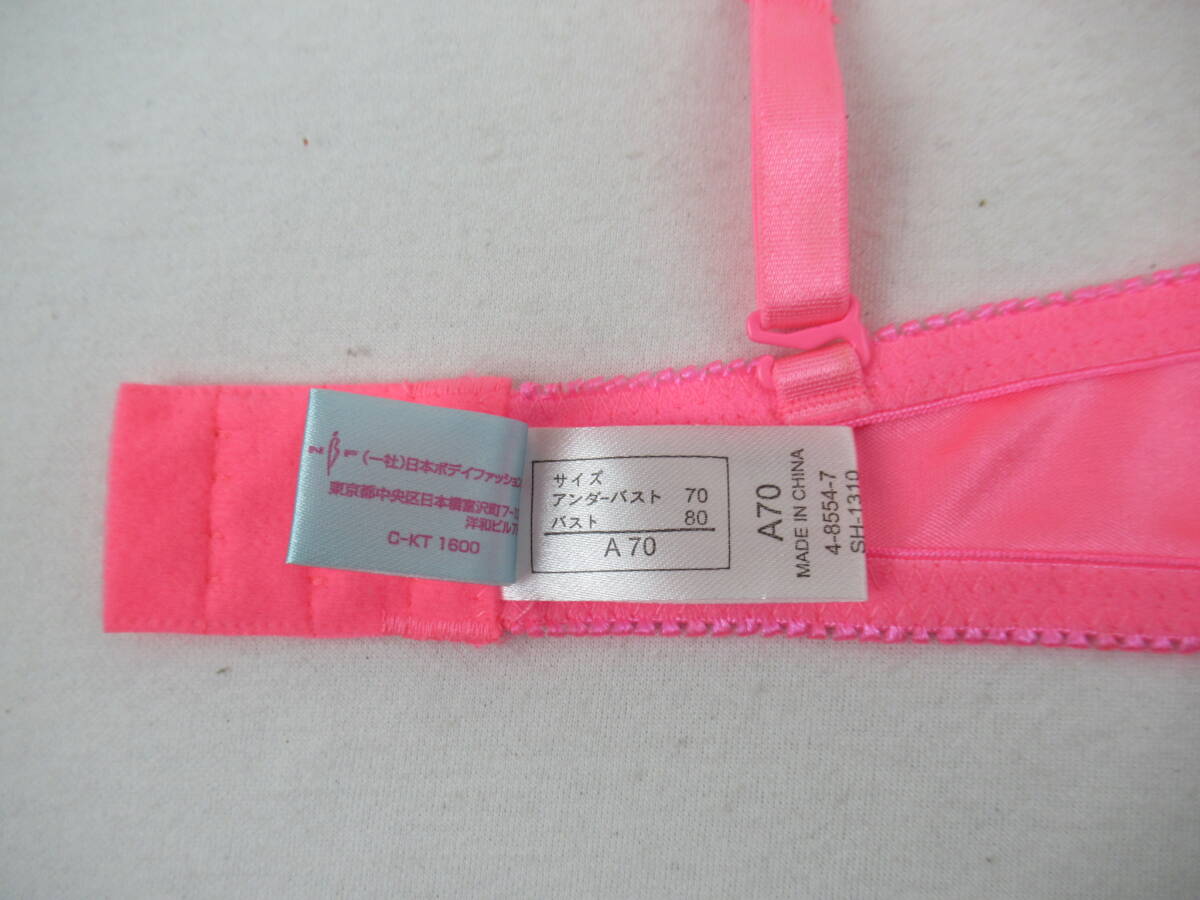 (一社)日本ボディファッション
東京都中央区日本橋富沢町7-
洋和ビル
C-KT 1600
サイズ
アンダーバスト 70
バスト 80
A 70
A70
MADE IN CHINA
4-8554-7
SH-1310